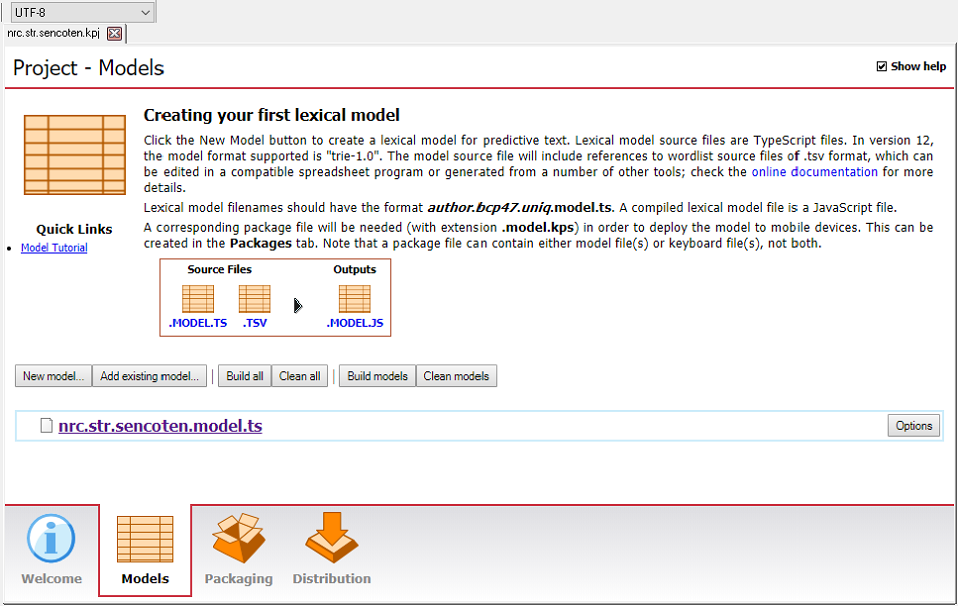 UTF-8
nrc.str.sencoten.kpj
Project - Models
Show help
Creating your first lexical model
Click the New Model button to create a lexical model for predictive text. Lexical model source files are TypeScript files. In version 12,
the model format supported is "trie-1.0". The model source file will include references to wordlist source files of .tsv format, which can
be edited in a compatible spreadsheet program or generated from a number of other tools; check the online documentation for more
details.
Lexical model filenames should have the format author.bcp47.uniq.model.ts. A compiled lexical model file is a JavaScript file.
A corresponding package file will be needed (with extension .model.kps) in order to deploy the model to mobile devices. This can be
created in the Packages tab. Note that a package file can contain either model file(s) or keyboard file(s), not both.
Quick Links
Model Tutorial
Source Files Outputs
.MODEL.TS .TSV .MODEL.JS
New model... Add existing model... Build all Clean all Build models Clean models
nrc.str.sencoten.model.ts Options
Welcome Models Packaging Distribution